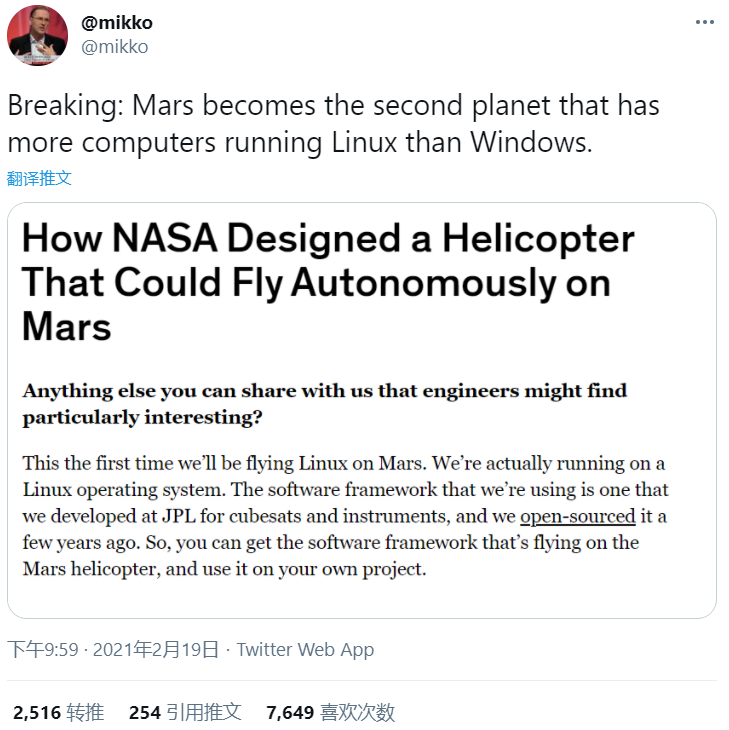 @mikko
@mikko
Breaking: Mars becomes the second planet that has
more computers running Linux than Windows.
翻译推文
How NASA Designed a Helicopter
That Could Fly Autonomously on
Mars
Anything else you can share with us that engineers might find
particularly interesting?
This the first time we’ll be flying Linux on Mars. We’re actually running on a
Linux operating system. The software framework that we’re using is one that
we developed at JPL for cubesats and instruments, and we open-sourced it a
few years ago. So, you can get the software framework that’s flying on the
Mars helicopter, and use it on your own project.
下午9:59 · 2021年2月19日 · Twitter Web App
2,516 转推 254 引用推文 7,649 喜欢次数